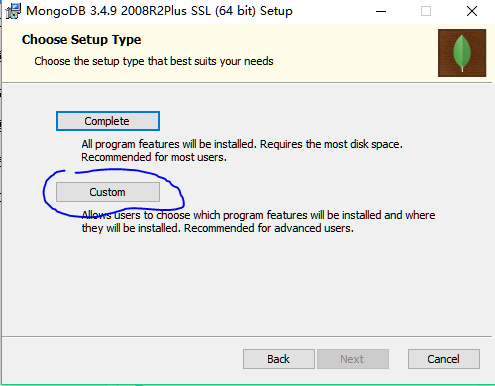 MongoDB 3.4.9 2008R2Plus SSL (64 bit) Setup
Choose Setup Type
Choose the setup type that best suits your needs
Complete
All program features will be installed. Requires the most disk space.
Recommended for most users.
Custom
Allows users to choose which program features will be installed and where
they will be installed. Recommended for advanced users.
Back Next Cancel